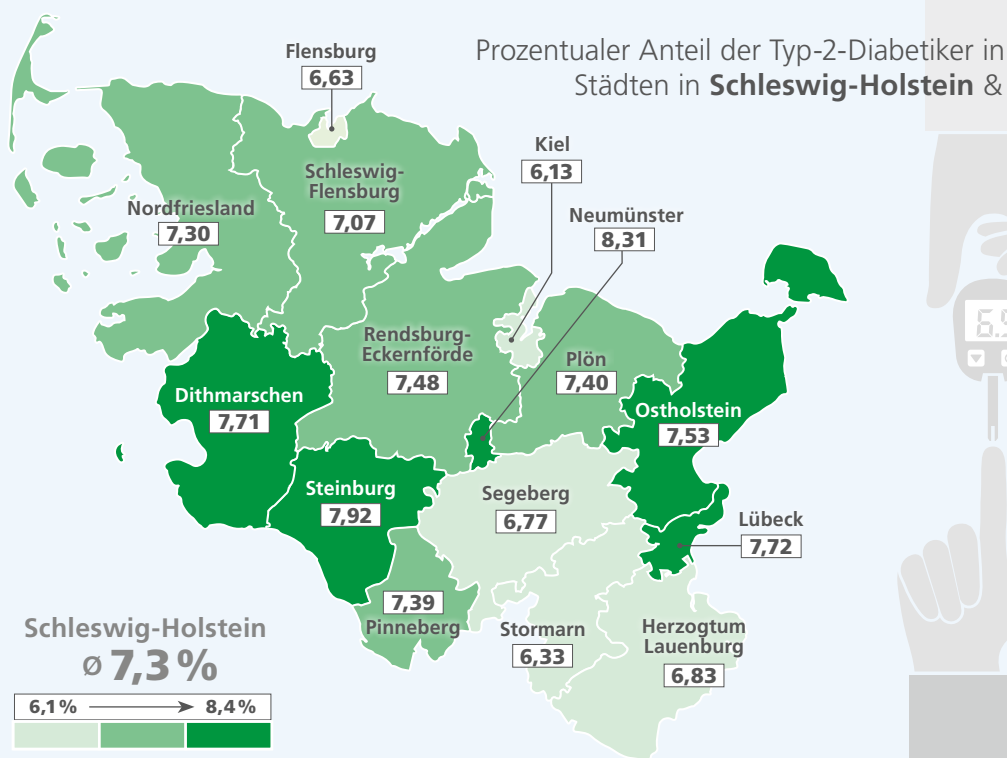 Prozentualer Anteil der Typ-2-Diabetiker in
Städten in Schleswig-Holstein &
Flensburg
6,63
Kiel
6,13
Schleswig-
Flensburg
7,07
Neumünster
8,31
Nordfriesland
7,30
Rendsburg-
Eckernförde
7,48
Plön
7,40
Dithmarschen
7,71
Ostholstein
7,53
Steinburg
7,92
Segeberg
6,77
Lübeck
7,72
7,39
Pinneberg
Stormarn
6,33
Herzogtum
Lauenburg
6,83
Schleswig-Holstein
Ø 7,3 %
6,1 % 8,4 %